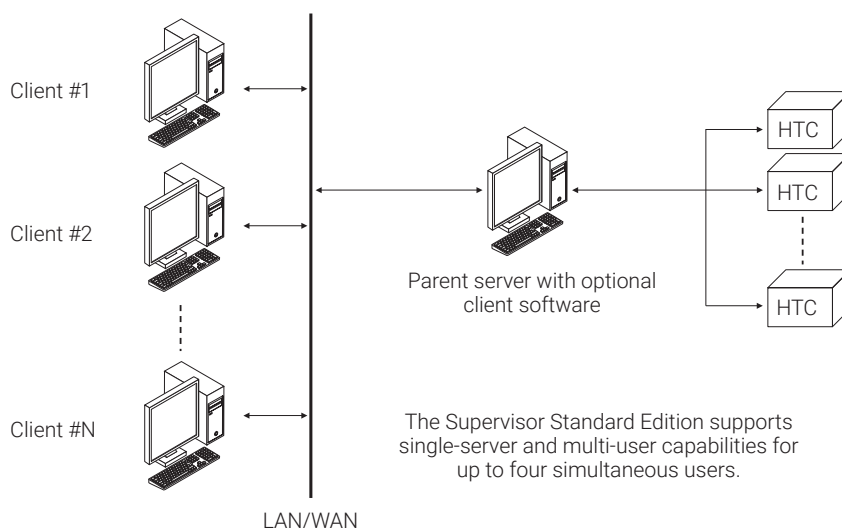 Client #1
HTC
HTC
Client #2
Parent server with optional
client software
HTC
Client #N
The Supervisor Standard Edition supports
single-server and multi-user capabilities for
up to four simultaneous users.
LAN/WAN